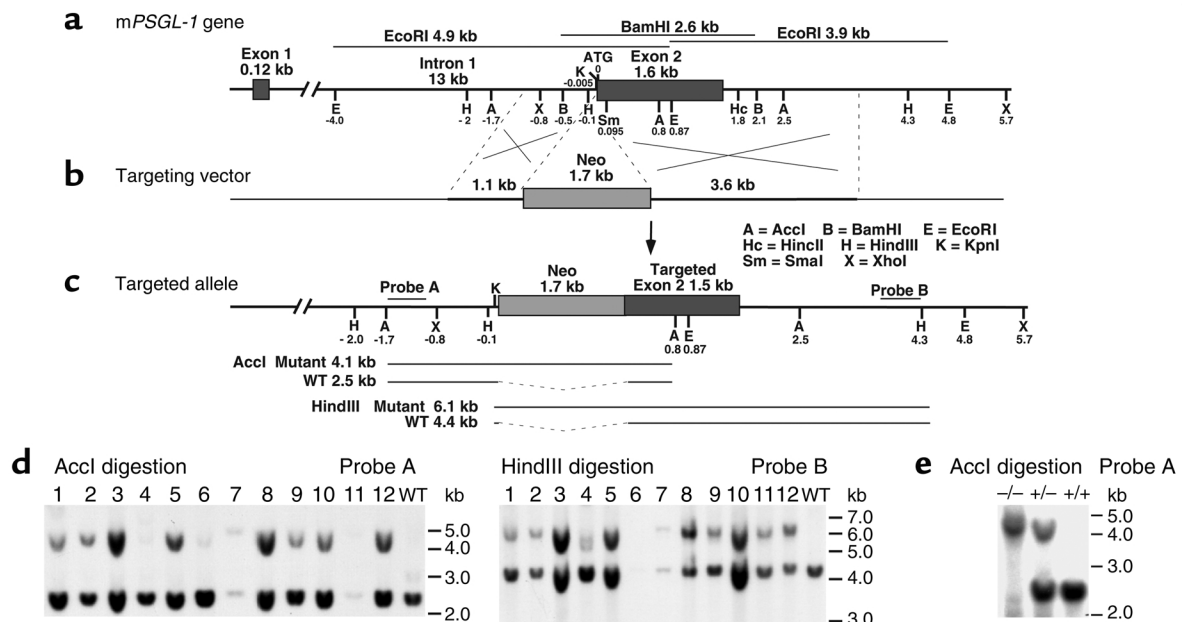 a mPSGL-1 gene
EcoRI 4.9 kb BamHI 2.6 kb EcoRI 3.9 kb
Exon 1
0.12 kb
Intron 1
13 kb
K -0.005
ATG
0
Exon 2
1.6 kb
E H A X B H Sm A E Hc B A H E X
-4.0 -2 -1.7 -0.8 -0.5 -0.1 0.095 0.8 0.87 1.8 2.1 2.5 4.3 4.8 5.7
b Targeting vector
1.1 kb
Neo
1.7 kb
3.6 kb
A = AccI B = BamHI E = EcoRI
Hc = HincII H = HindIII K = KpnI
Sm = SmaI X = XhoI
c Targeted allele
Probe A
K
Neo
1.7 kb
Targeted
Exon 2 1.5 kb
Probe B
H A X H A E A H E X
- 2.0 -1.7 -0.8 -0.1 0.8 0.87 2.5 4.3 4.8 5.7
AccI Mutant 4.1 kb
WT 2.5 kb
HindIII Mutant 6.1 kb
WT 4.4 kb
d AccI digestion Probe A
1 2 3 4 5 6 7 8 9 10 11 12 WT kb
5.0
4.0
3.0
2.0
HindIII digestion Probe B
1 2 3 4 5 6 7 8 9 10 11 12 WT kb
7.0
6.0
5.0
4.0
3.0
e AccI digestion Probe A
–/– +/– +/+ kb
5.0
4.0
3.0
2.0